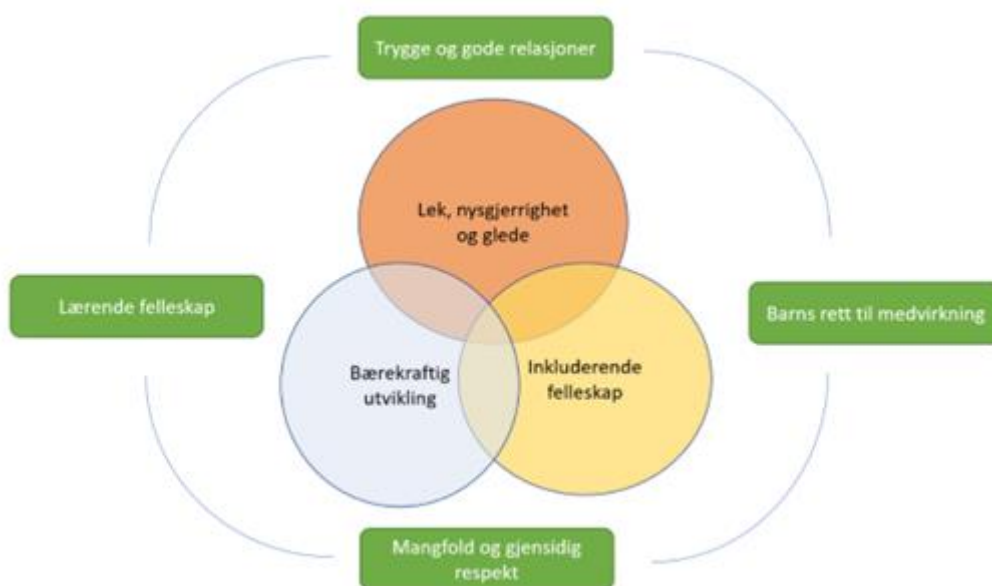 Trygge og gode relasjoner
Lek, nysgjerrighet
og glede
Lærende felleskap
Barns rett til medvirkning
Bærekraftig
utvikling
Inkluderende
felleskap
Mangfold og gjensidig
respekt